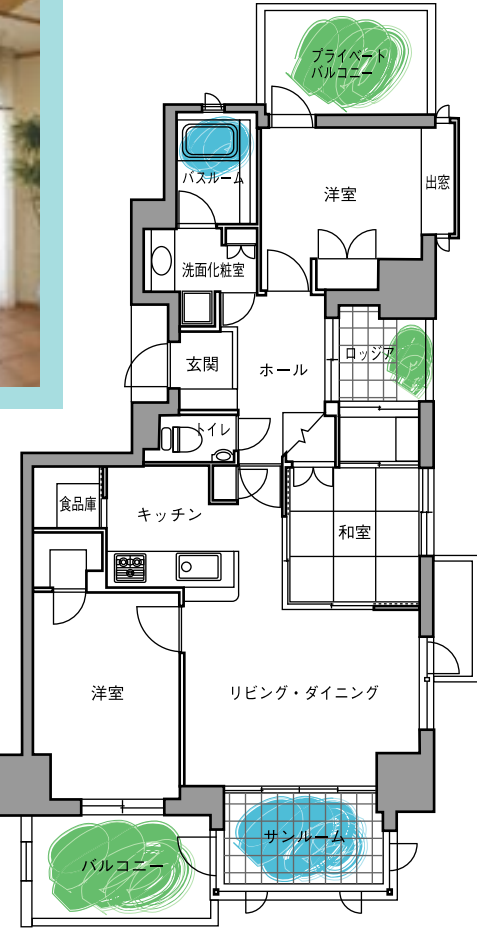 プライベート
バルコニー
バスルーム
洋室
出窓
洗面化粧室
ロッジア
玄関
ホール
トイレ
食品庫
キッチン
和室
洋室
リビング・ダイニング
サンルーム
バルコニー